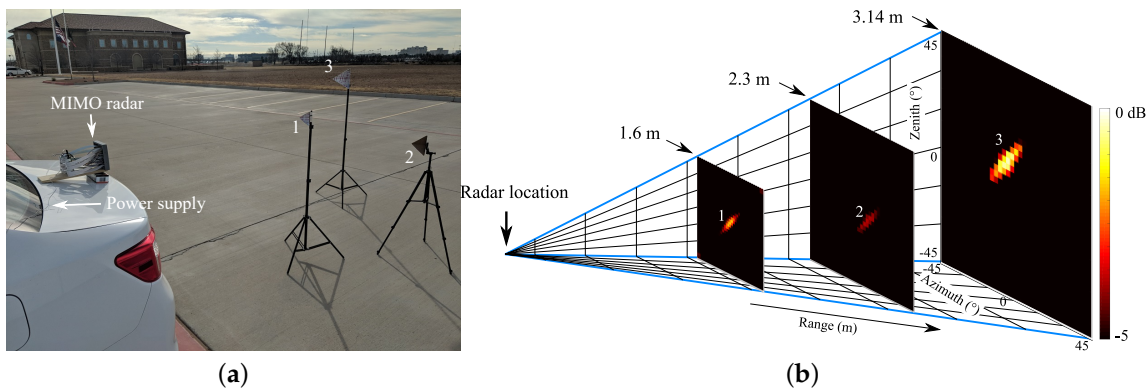 MIMO radar
Power supply
1
2
3
(a)
Radar location
1.6 m
2.3 m
3.14 m
1
2
3
45
Zenith (°)
0
-45
-45
Azimuth (°)
0
45
Range (m)
0 dB
-5
(b)